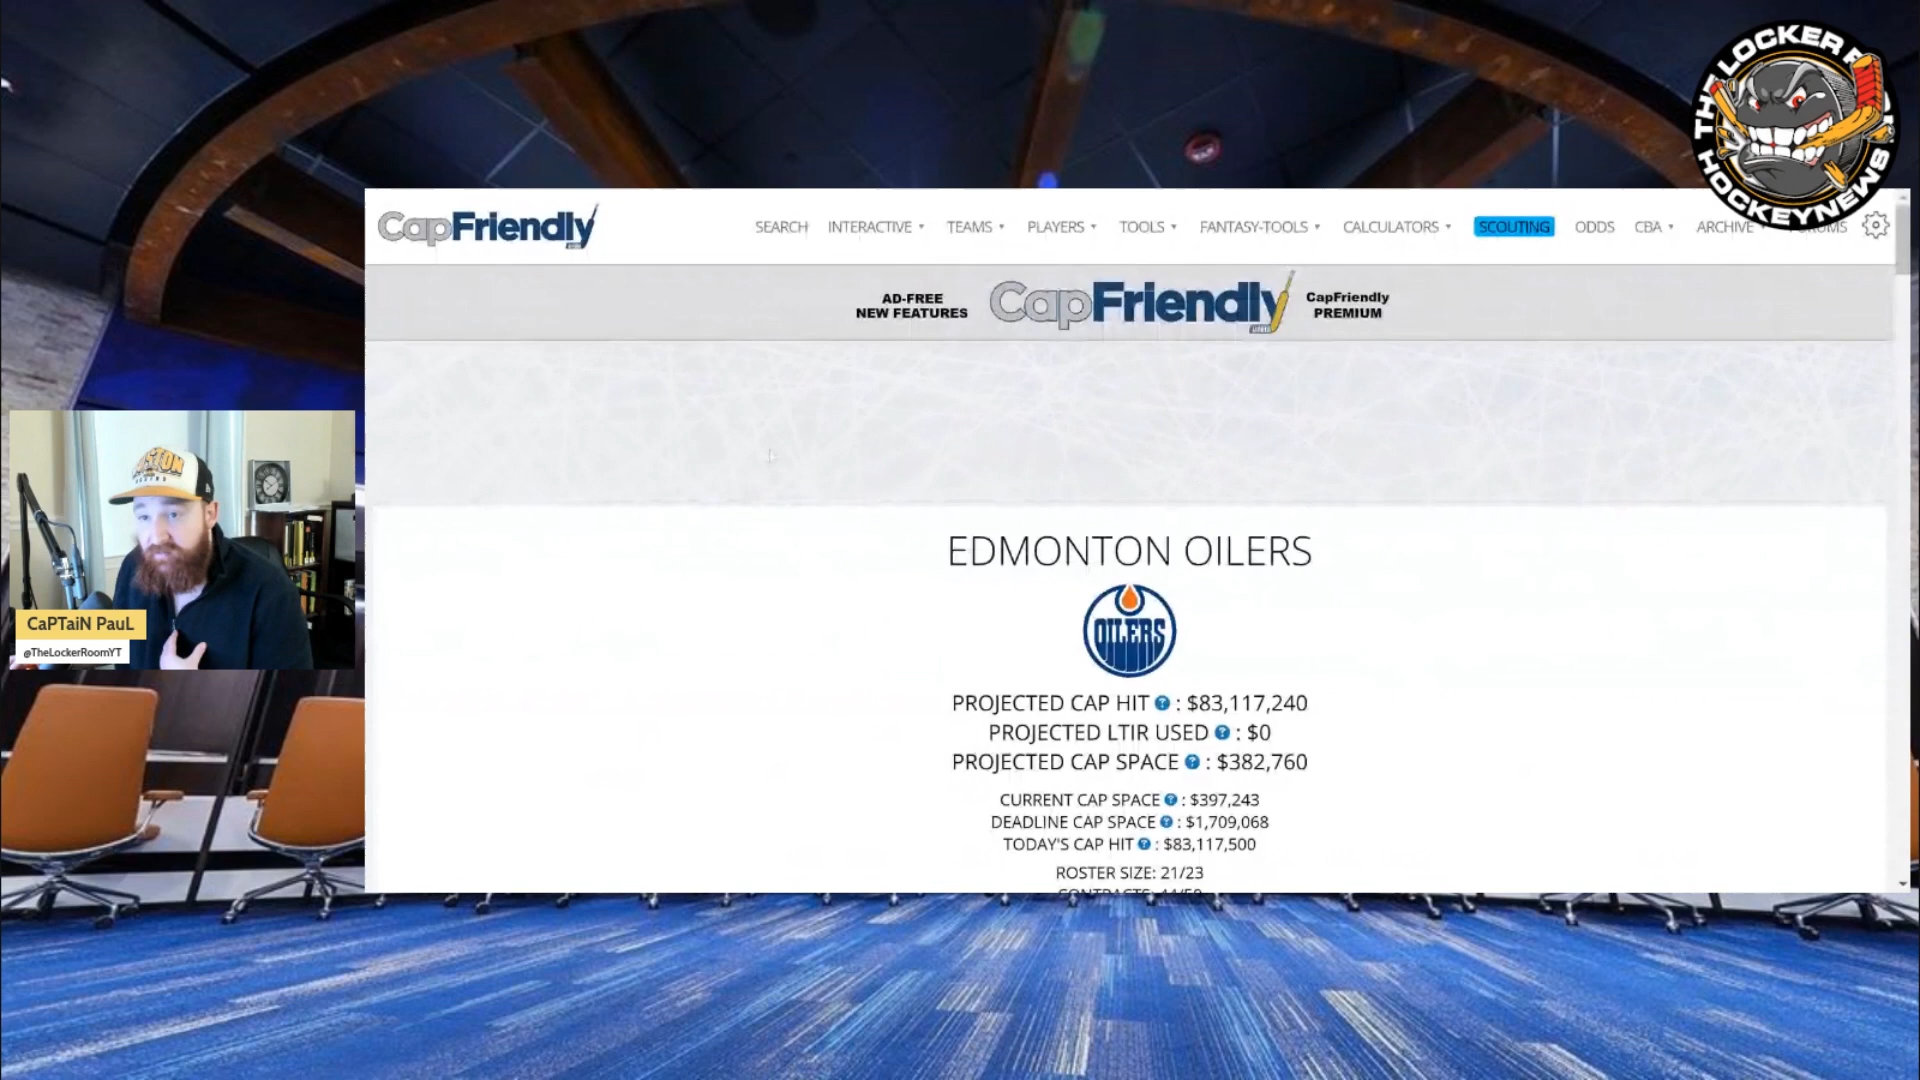 THE LOCKER
HOCKEYNEWS
CapFriendly
SEARCH INTERACTIVE TEAMS PLAYERS TOOLS FANTASY-TOOLS CALCULATORS SCOUTING ODDS CBA ARCHIVE
AD-FREE
NEW FEATURES
CapFriendly
CapFriendly
PREMIUM
EDMONTON OILERS
OILERS
PROJECTED CAP HIT ? : $83,117,240
PROJECTED LTIR USED ? : $0
PROJECTED CAP SPACE ? : $382,760
CURRENT CAP SPACE ? : $397,243
DEADLINE CAP SPACE ? : $1,709,068
TODAY'S CAP HIT ? : $83,117,500
ROSTER SIZE: 21/23
CaPTaiN PauL
@TheLockerRoomYT